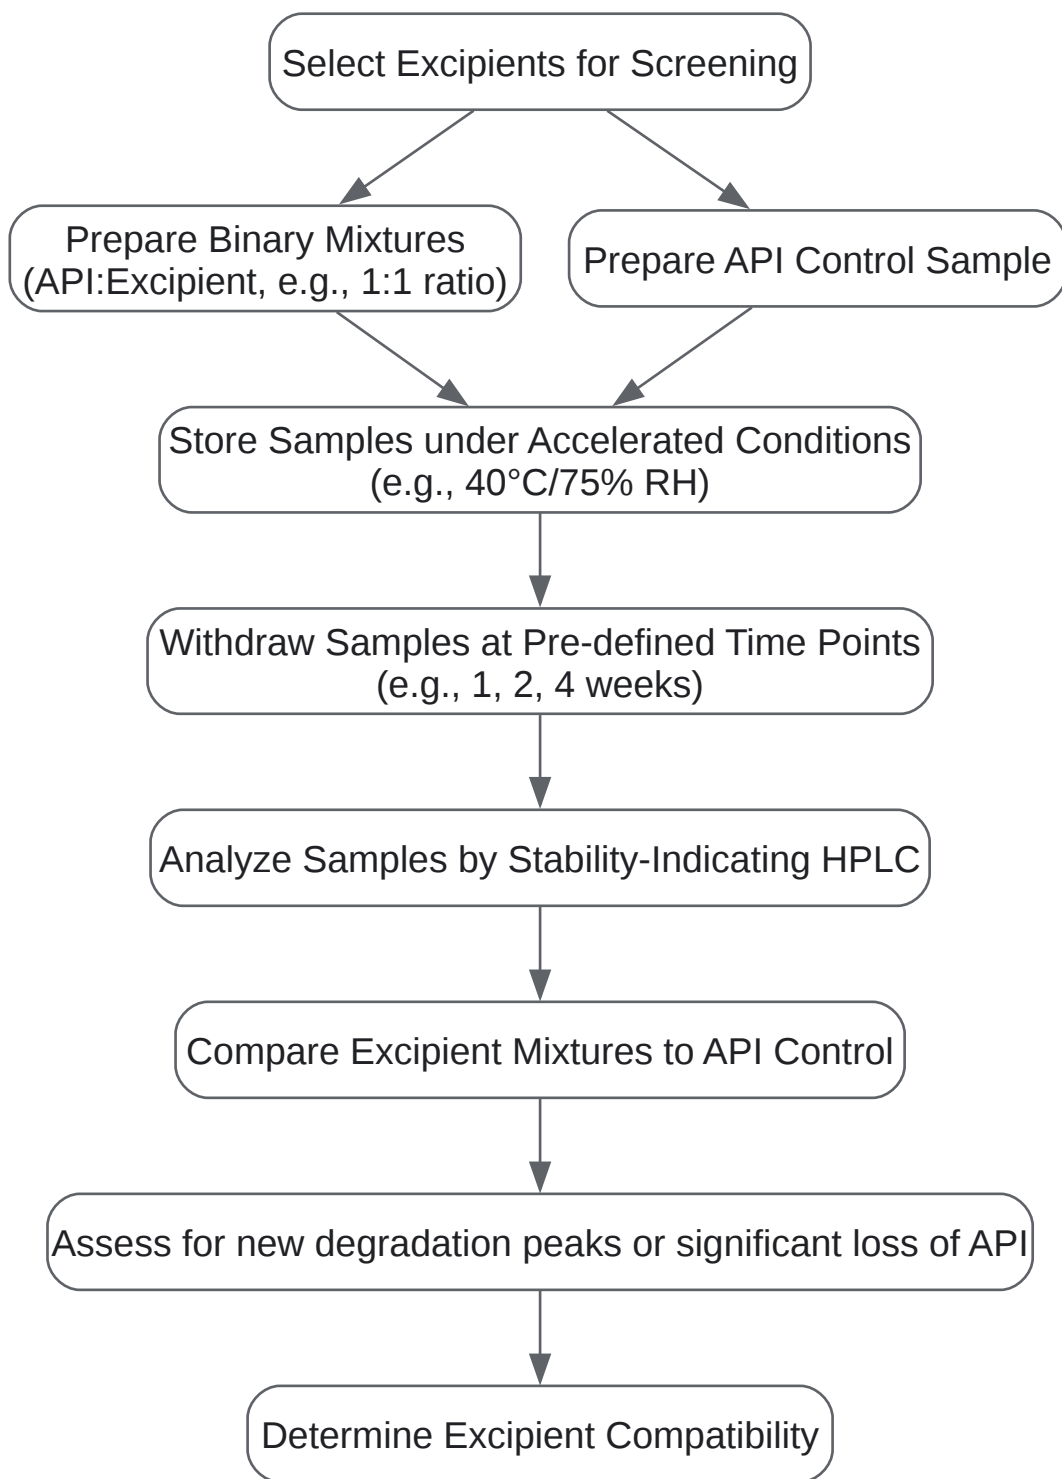 Select Excipients for Screening
Prepare Binary Mixtures
(API:Excipient, e.g., 1:1 ratio)
Prepare API Control Sample
Store Samples under Accelerated Conditions
(e.g., 40°C/75% RH)
Withdraw Samples at Pre-defined Time Points
(e.g., 1, 2, 4 weeks)
Analyze Samples by Stability-Indicating HPLC
Compare Excipient Mixtures to API Control
Assess for new degradation peaks or significant loss of API
Determine Excipient Compatibility